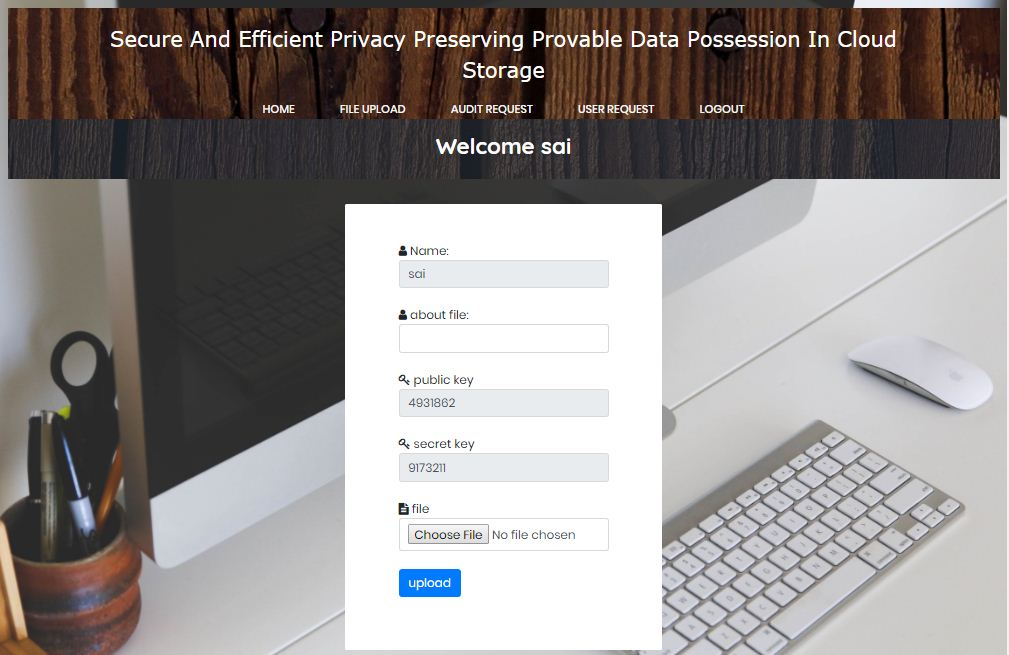 Secure And Efficient Privacy Preserving Provable Data Possession In Cloud
Storage
HOME FILE UPLOAD AUDIT REQUEST USER REQUEST LOGOUT
Welcome sai
Name:
sai
about file:
public key
4931862
secret key
9173211
file
Choose File No file chosen
upload